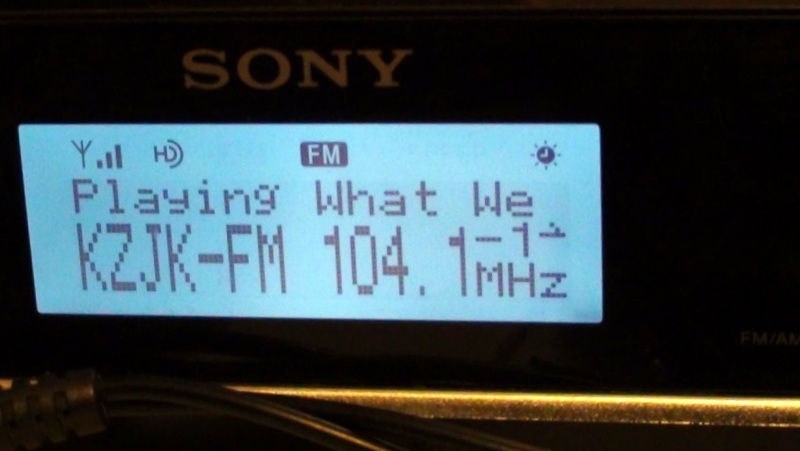 SONY
HD FM
Playing What We
KZJK-FM 104.1-1
MHz
FM/AM